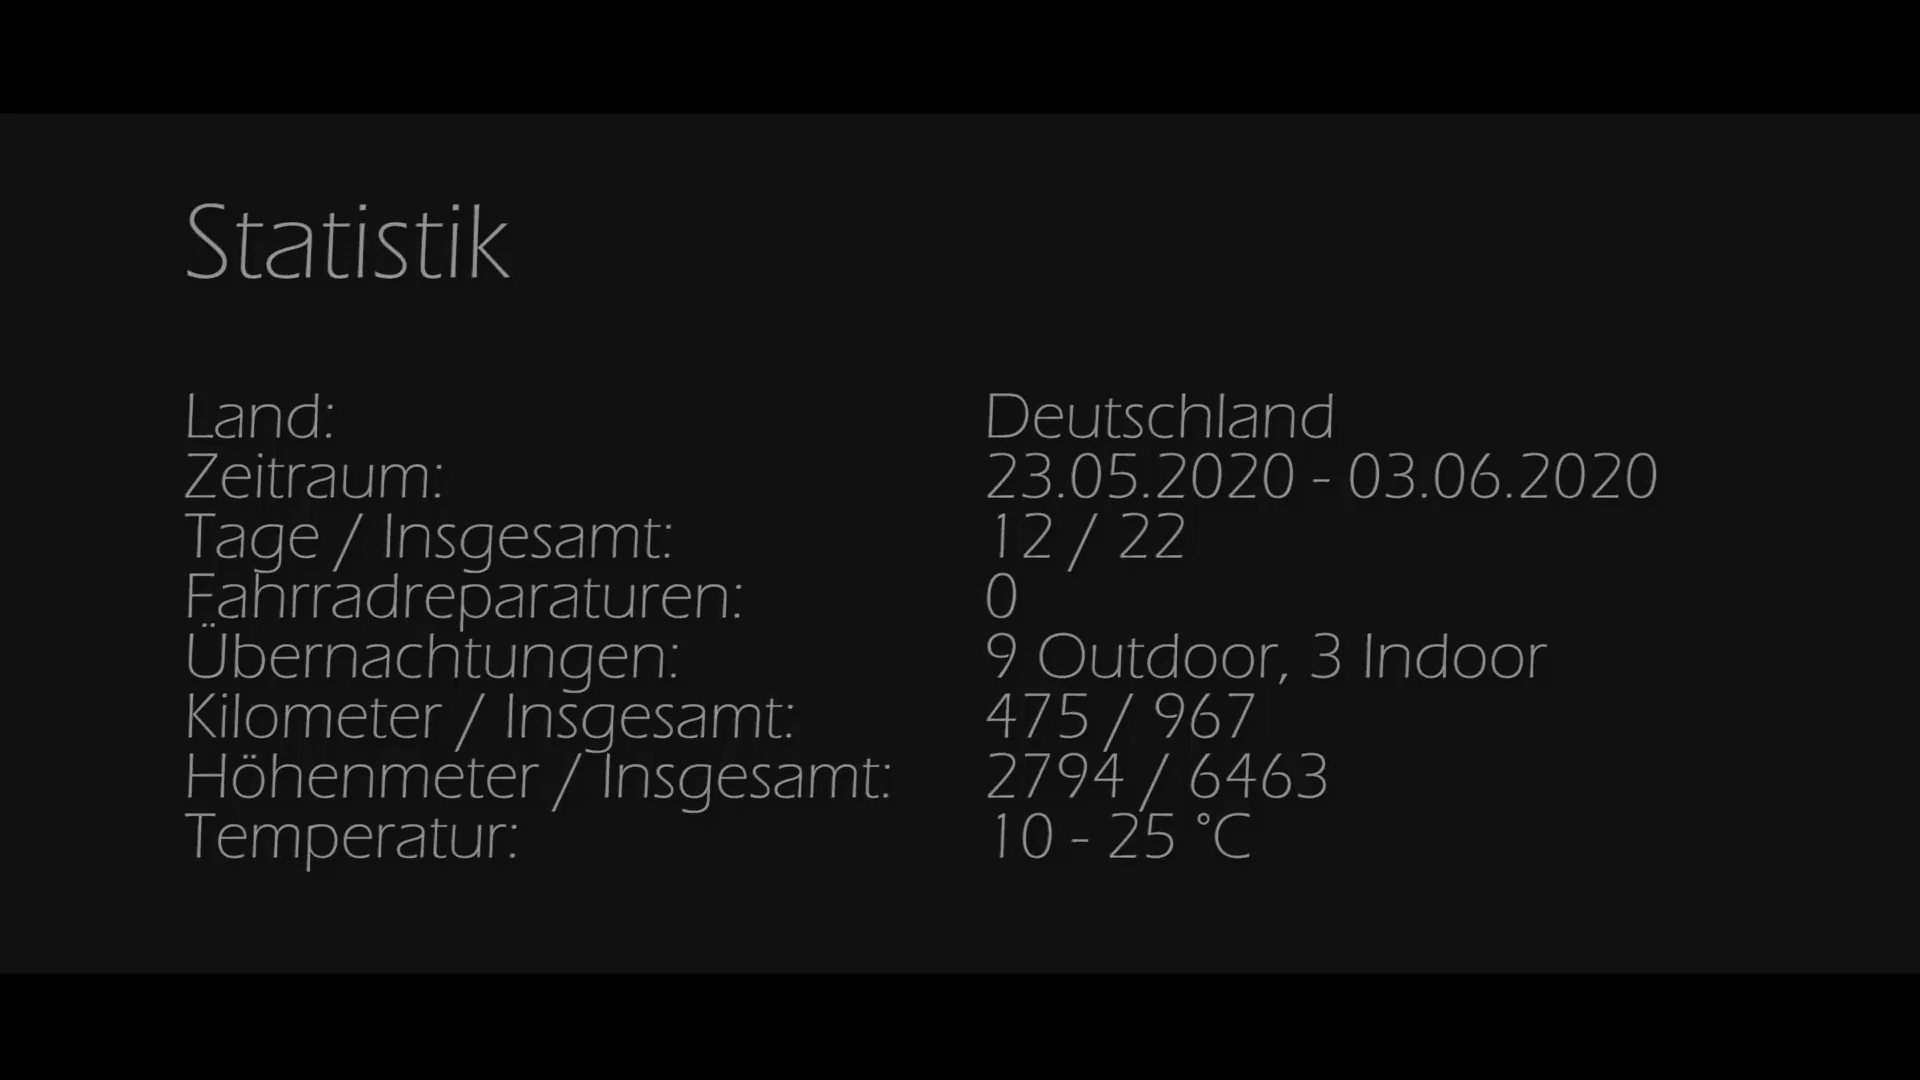 Statistik
Land: Deutschland
Zeitraum: 23.05.2020 - 03.06.2020
Tage / Insgesamt: 12 / 22
Fahrradreparaturen: 0
Übernachtungen: 9 Outdoor, 3 Indoor
Kilometer / Insgesamt: 475 / 967
Höhenmeter / Insgesamt: 2794 / 6463
Temperatur: 10 - 25 °C